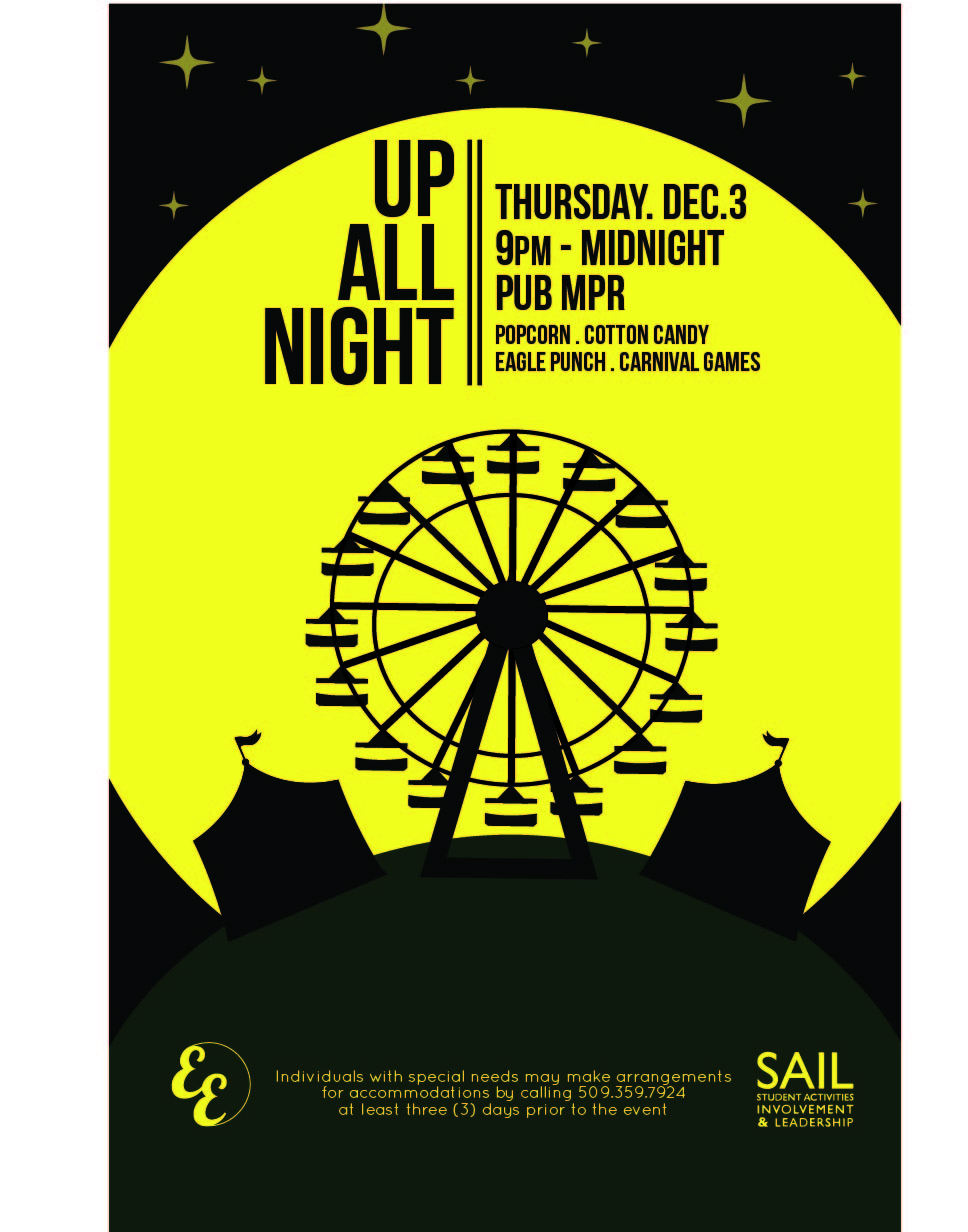 UP
ALL
NIGHT
THURSDAY. DEC.3
9PM - MIDNIGHT
PUB MPR
POPCORN . COTTON CANDY
EAGLE PUNCH . CARNIVAL GAMES
EE
Individuals with special needs may make arrangements
for accommodations by calling 509.359.7924
at least three (3) days prior to the event
SAIL
STUDENT ACTIVITIES
INVOLVEMENT
& LEADERSHIP